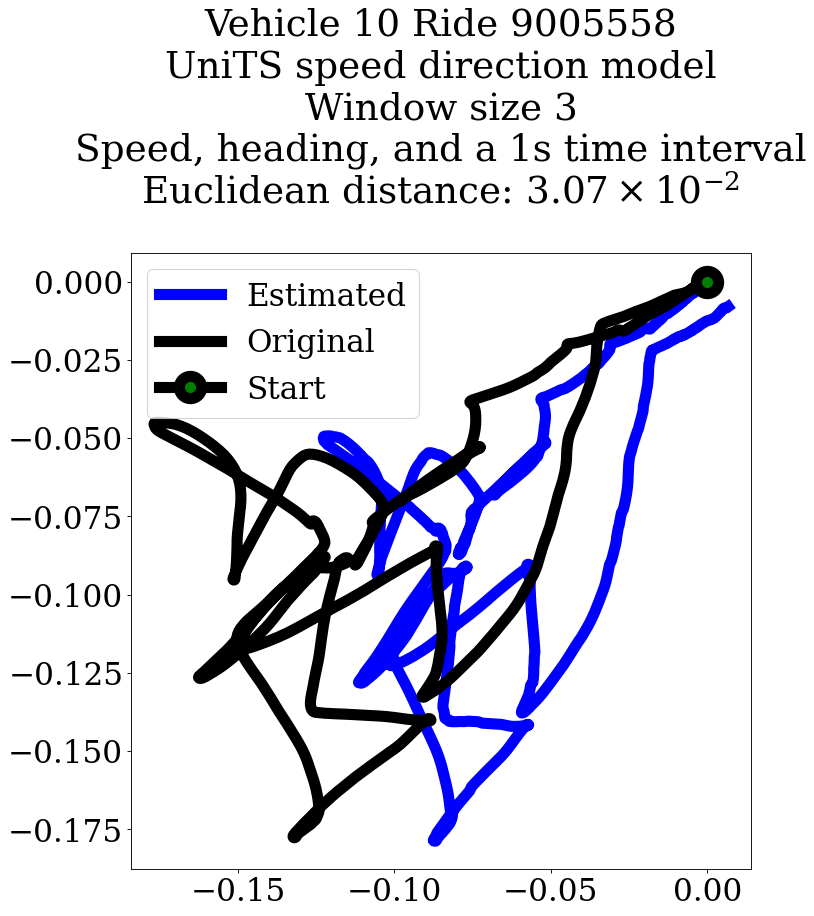 Vehicle 10 Ride 9005558
UniTS speed direction model
Window size 3
Speed, heading, and a 1s time interval
Euclidean distance: 3.07 × 10⁻²
Estimated
Original
Start
0.000
−0.025
−0.050
−0.075
−0.100
−0.125
−0.150
−0.175
−0.15
−0.10
−0.05
0.00